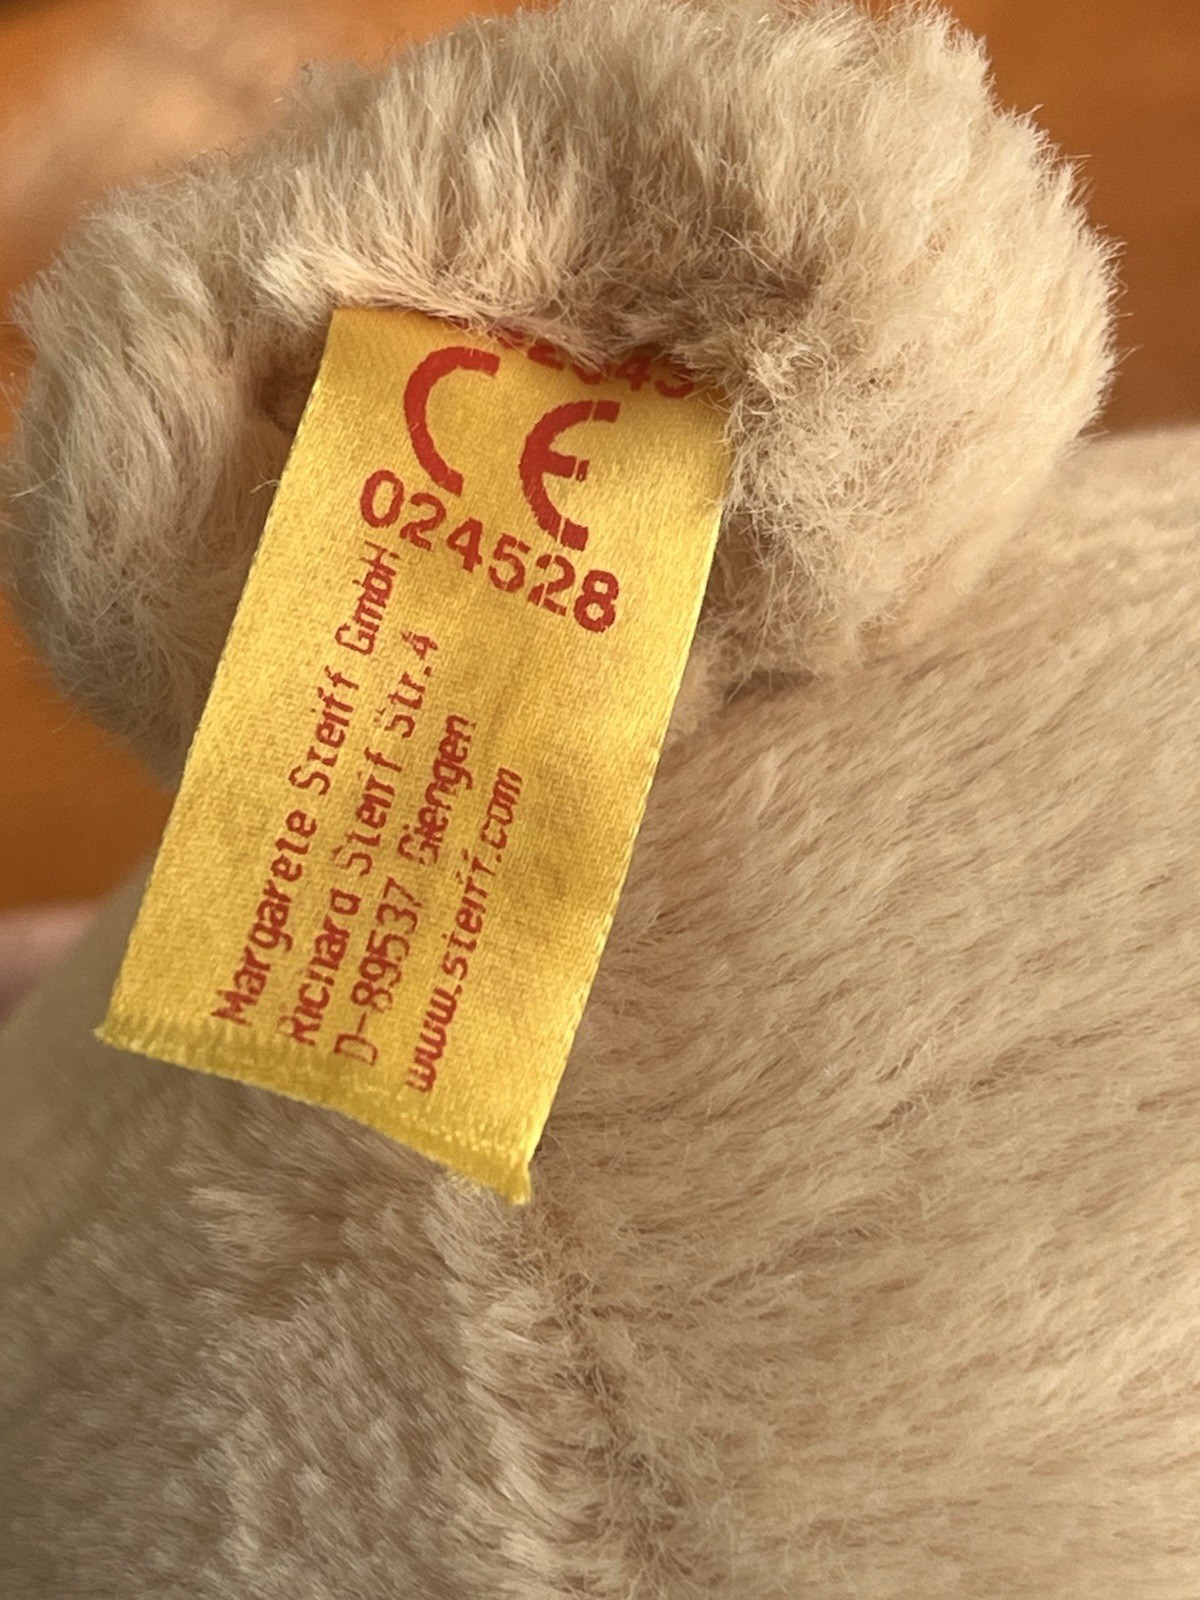 CE
024528
Margarete Steiff GmbH
Richard Steiff Str.4
D-89537 Giengen
www.steiff.com